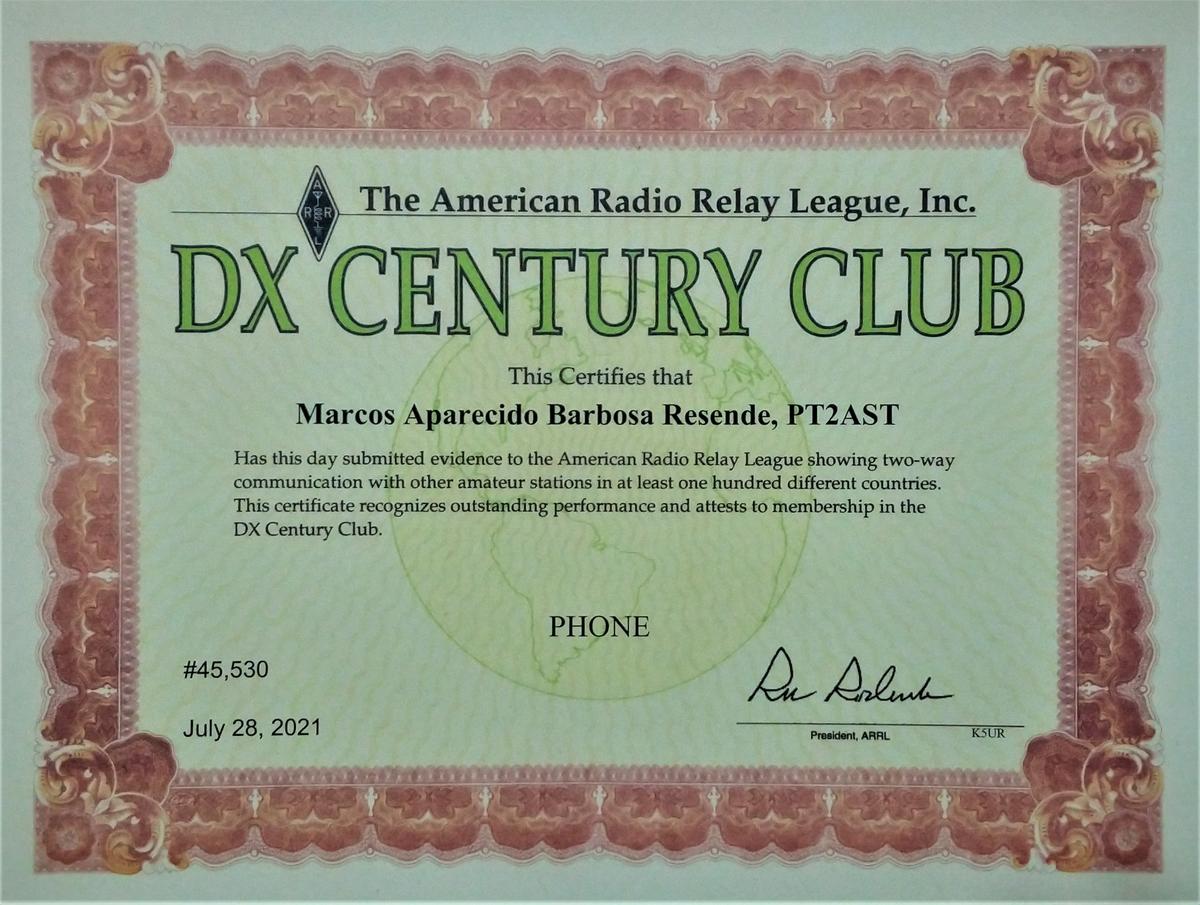 The American Radio Relay League, Inc.
ARRL
DX CENTURY CLUB
This Certifies that
Marcos Aparecido Barbosa Resende, PT2AST
Has this day submitted evidence to the American Radio Relay League showing two-way
communication with other amateur stations in at least one hundred different countries.
This certificate recognizes outstanding performance and attests to membership in the
DX Century Club.
PHONE
#45,530
July 28, 2021
President, ARRL
K5UR